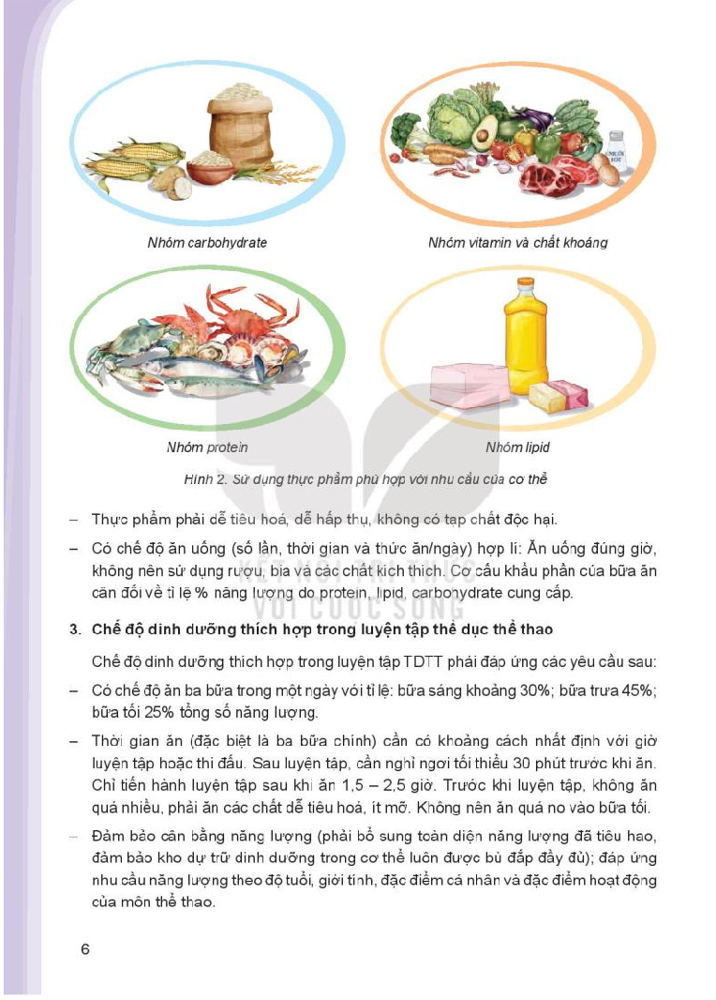 MUỐI
IỐT
Nhóm carbohydrate
Nhóm vitamin và chất khoáng
Nhóm protein
Nhóm lipid
Hình 2. Sử dụng thực phẩm phù hợp với nhu cầu của cơ thể
– Thực phẩm phải dễ tiêu hoá, dễ hấp thụ, không có tạp chất độc hại.
– Có chế độ ăn uống (số lần, thời gian và thức ăn/ngày) hợp lí: Ăn uống đúng giờ,
không nên sử dụng rượu, bia và các chất kích thích. Cơ cấu khẩu phần của bữa ăn
cân đối về tỉ lệ % năng lượng do protein, lipid, carbohydrate cung cấp.
KẾT NỐI TRI THỨC
VỚI CUỘC SỐNG
3. Chế độ dinh dưỡng thích hợp trong luyện tập thể dục thể thao
Chế độ dinh dưỡng thích hợp trong luyện tập TDTT phải đáp ứng các yêu cầu sau:
– Có chế độ ăn ba bữa trong một ngày với tỉ lệ: bữa sáng khoảng 30%; bữa trưa 45%;
bữa tối 25% tổng số năng lượng.
– Thời gian ăn (đặc biệt là ba bữa chính) cần có khoảng cách nhất định với giờ
luyện tập hoặc thi đấu. Sau luyện tập, cần nghỉ ngơi tối thiểu 30 phút trước khi ăn.
Chỉ tiến hành luyện tập sau khi ăn 1,5 – 2,5 giờ. Trước khi luyện tập, không ăn
quá nhiều, phải ăn các chất dễ tiêu hoá, ít mỡ. Không nên ăn quá no vào bữa tối.
– Đảm bảo cân bằng năng lượng (phải bổ sung toàn diện năng lượng đã tiêu hao,
đảm bảo kho dự trữ dinh dưỡng trong cơ thể luôn được bù đắp đầy đủ); đáp ứng
nhu cầu năng lượng theo độ tuổi, giới tính, đặc điểm cá nhân và đặc điểm hoạt động
của môn thể thao.
6